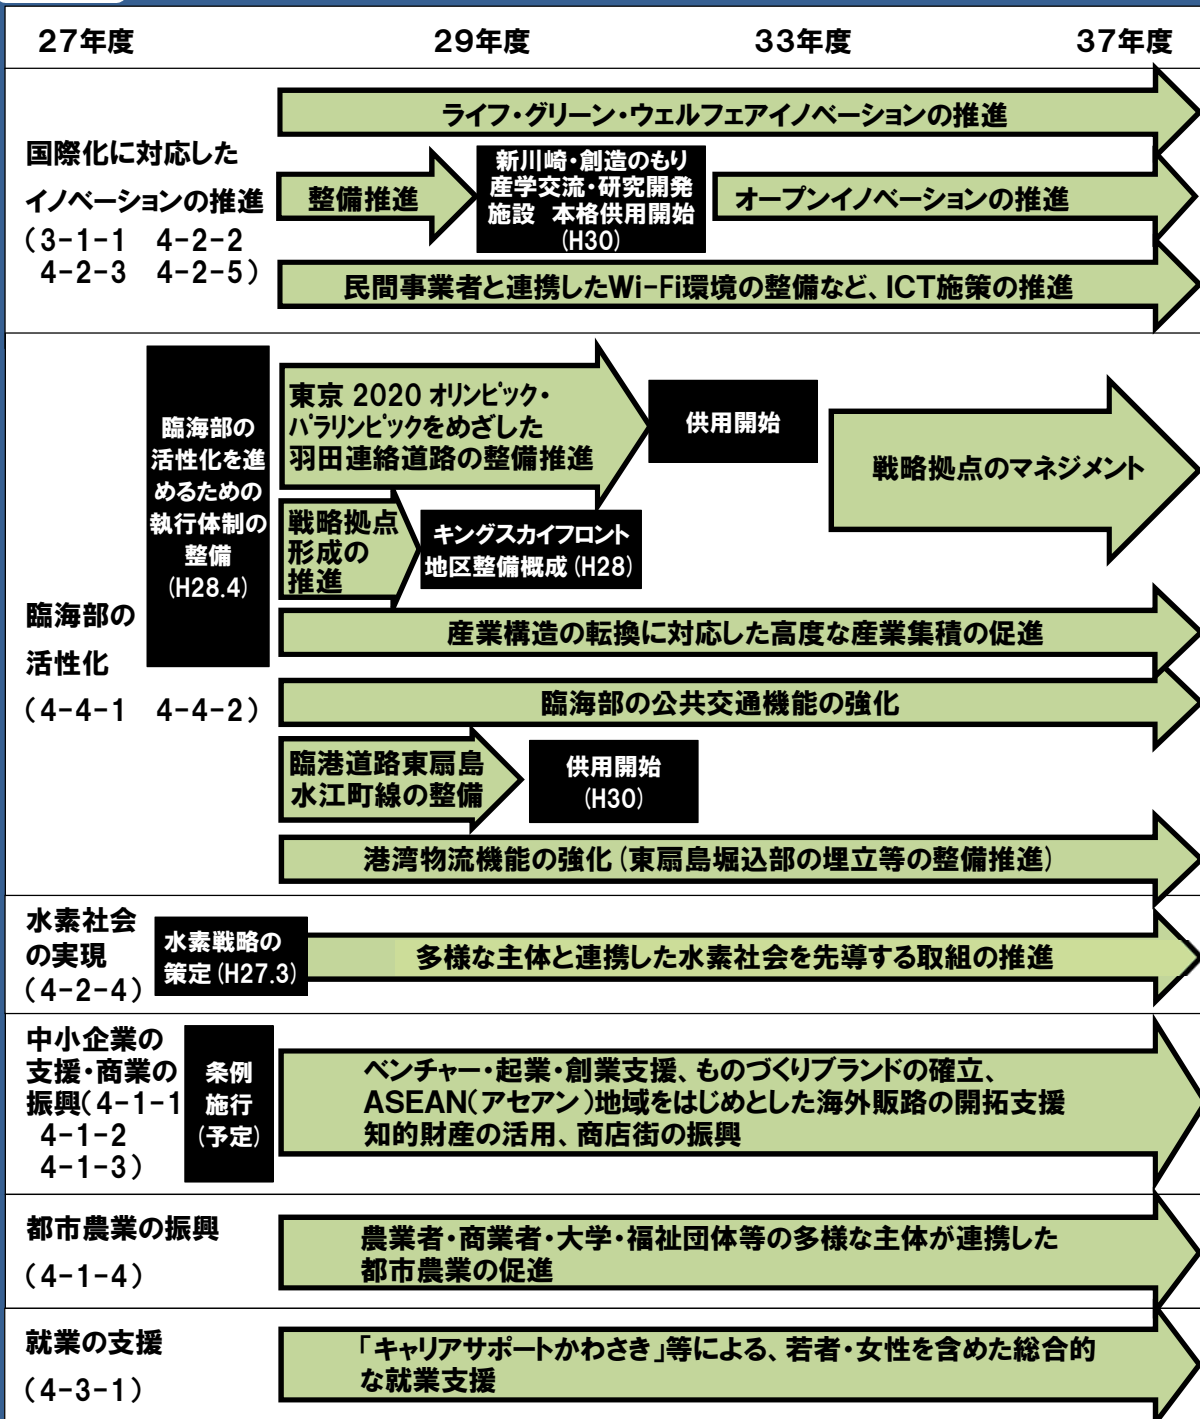 27年度 29年度 33年度 37年度
国際化に対応した
イノベーションの推進
(3-1-1 4-2-2
4-2-3 4-2-5)
ライフ・グリーン・ウェルフェアイノベーションの推進
整備推進
新川崎・創造のもり
産学交流・研究開発
施設 本格供用開始
(H30)
オープンイノベーションの推進
民間事業者と連携したWi-Fi環境の整備など、ICT施策の推進
臨海部の
活性化
(4-4-1 4-4-2)
臨海部の
活性化を進
めるための
執行体制の
整備
(H28.4)
東京 2020 オリンピック・
パラリンピックをめざした
羽田連絡道路の整備推進
供用開始
戦略拠点のマネジメント
戦略拠点
形成の
推進
キングスカイフロント
地区整備概成(H28)
産業構造の転換に対応した高度な産業集積の促進
臨海部の公共交通機能の強化
臨港道路東扇島
水江町線の整備
供用開始
(H30)
港湾物流機能の強化(東扇島堀込部の埋立等の整備推進)
水素社会
の実現
(4-2-4)
水素戦略の
策定(H27.3)
多様な主体と連携した水素社会を先導する取組の推進
中小企業の
支援・商業の
振興(4-1-1
4-1-2
4-1-3)
条例
施行
(予定)
ベンチャー・起業・創業支援、ものづくりブランドの確立、
ASEAN(アセアン)地域をはじめとした海外販路の開拓支援
知的財産の活用、商店街の振興
都市農業の振興
(4-1-4)
農業者・商業者・大学・福祉団体等の多様な主体が連携した
都市農業の促進
就業の支援
(4-3-1)
「キャリアサポートかわさき」等による、若者・女性を含めた総合的
な就業支援